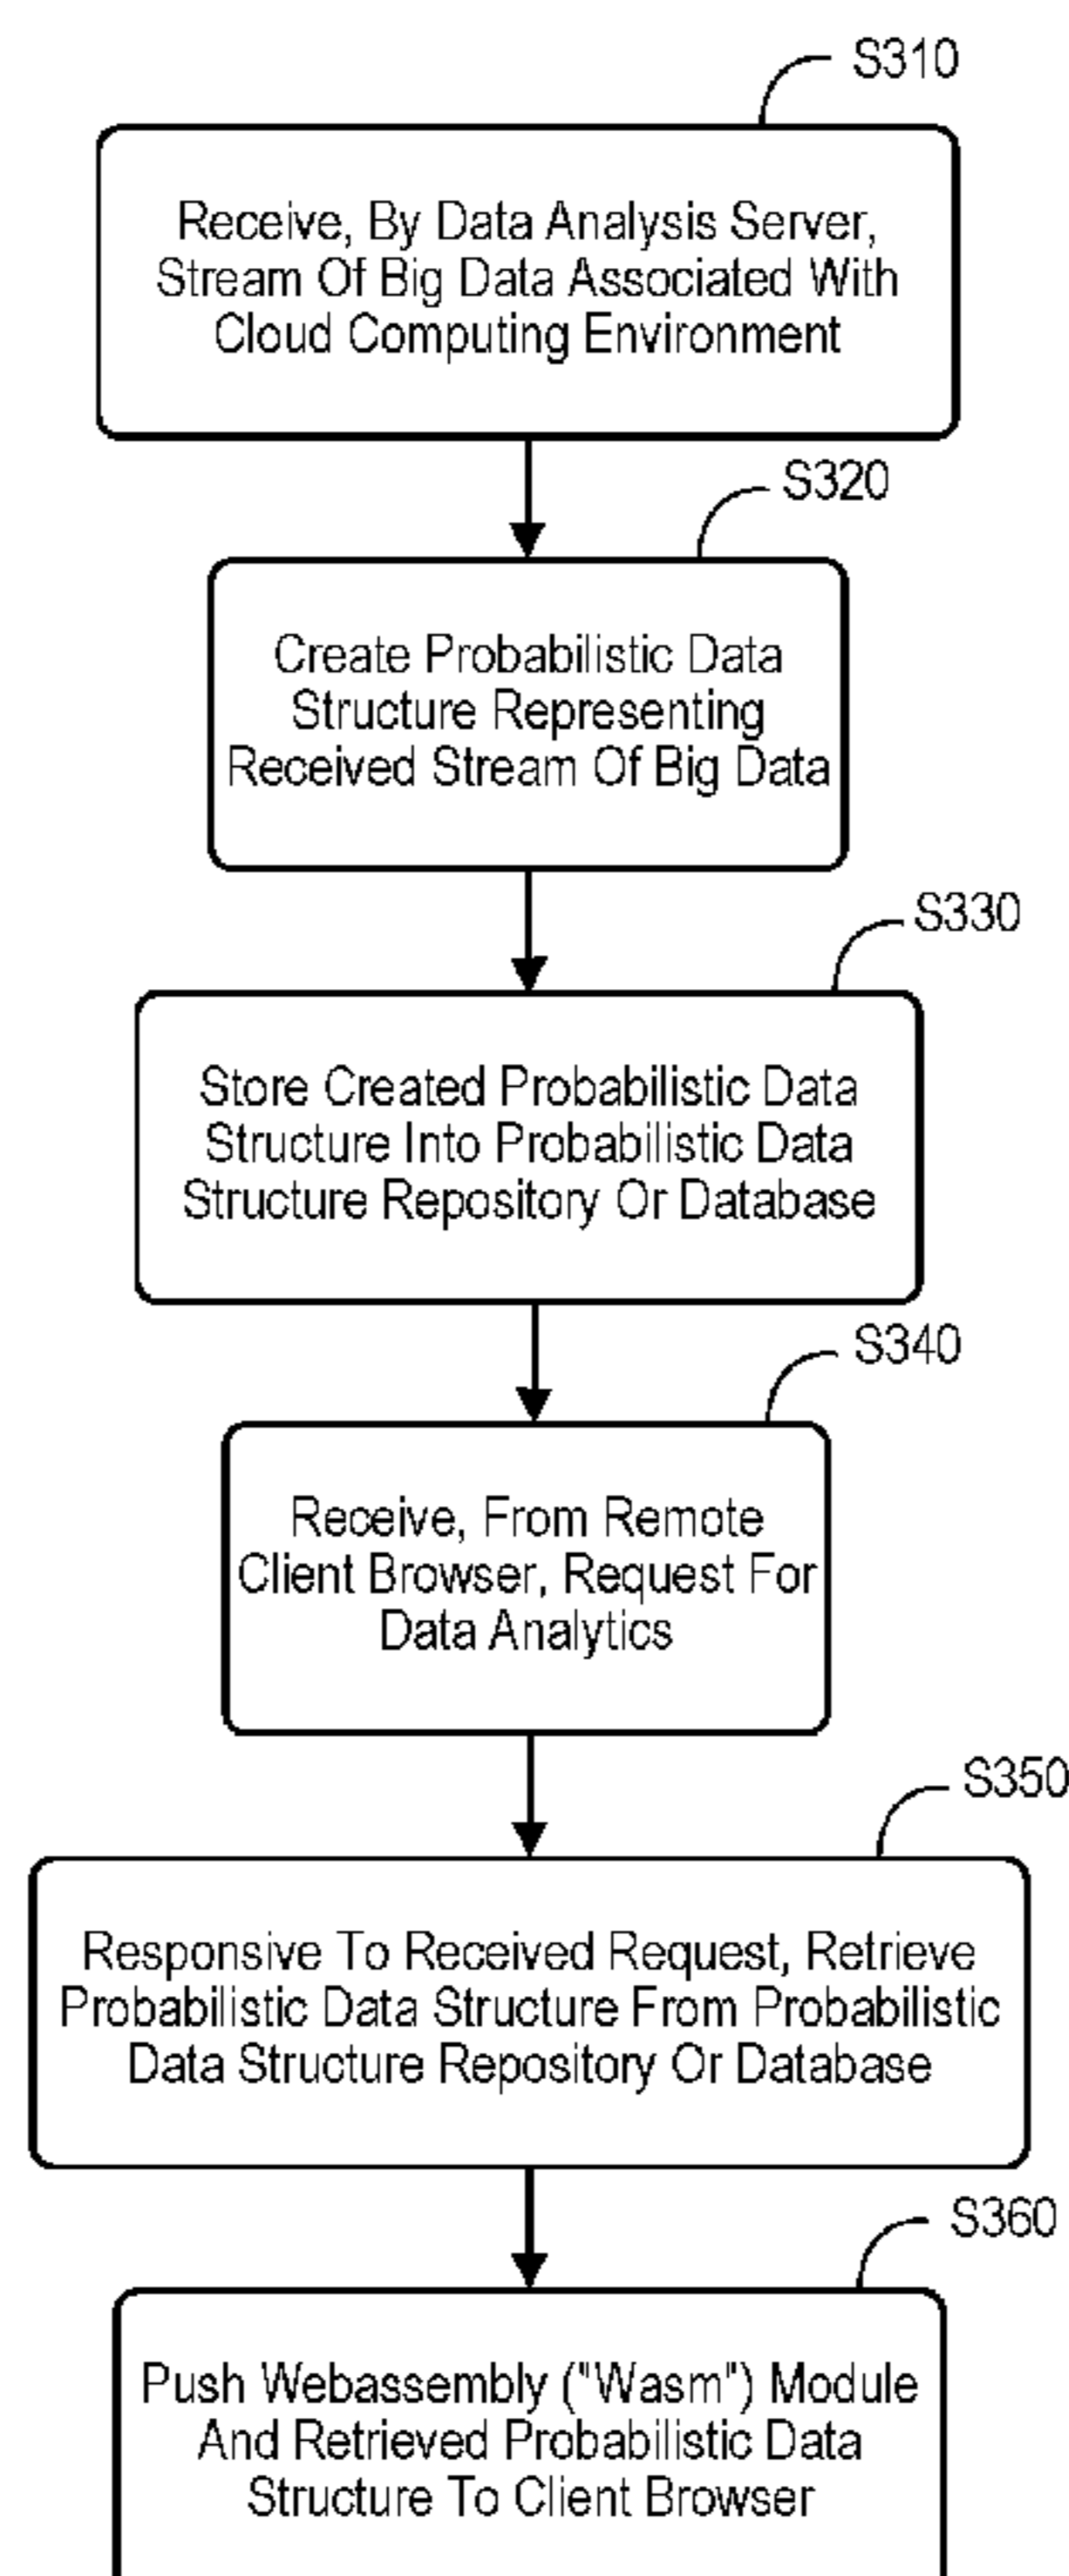 S310
Receive, By Data Analysis Server,
Stream Of Big Data Associated With
Cloud Computing Environment
S320
Create Probabilistic Data
Structure Representing
Received Stream Of Big Data
S330
Store Created Probabilistic Data
Structure Into Probabilistic Data
Structure Repository Or Database
S340
Receive, From Remote
Client Browser, Request For
Data Analytics
S350
Responsive To Received Request, Retrieve
Probabilistic Data Structure From Probabilistic
Data Structure Repository Or Database
S360
Push Webassembly ("Wasm") Module
And Retrieved Probabilistic Data
Structure To Client Browser